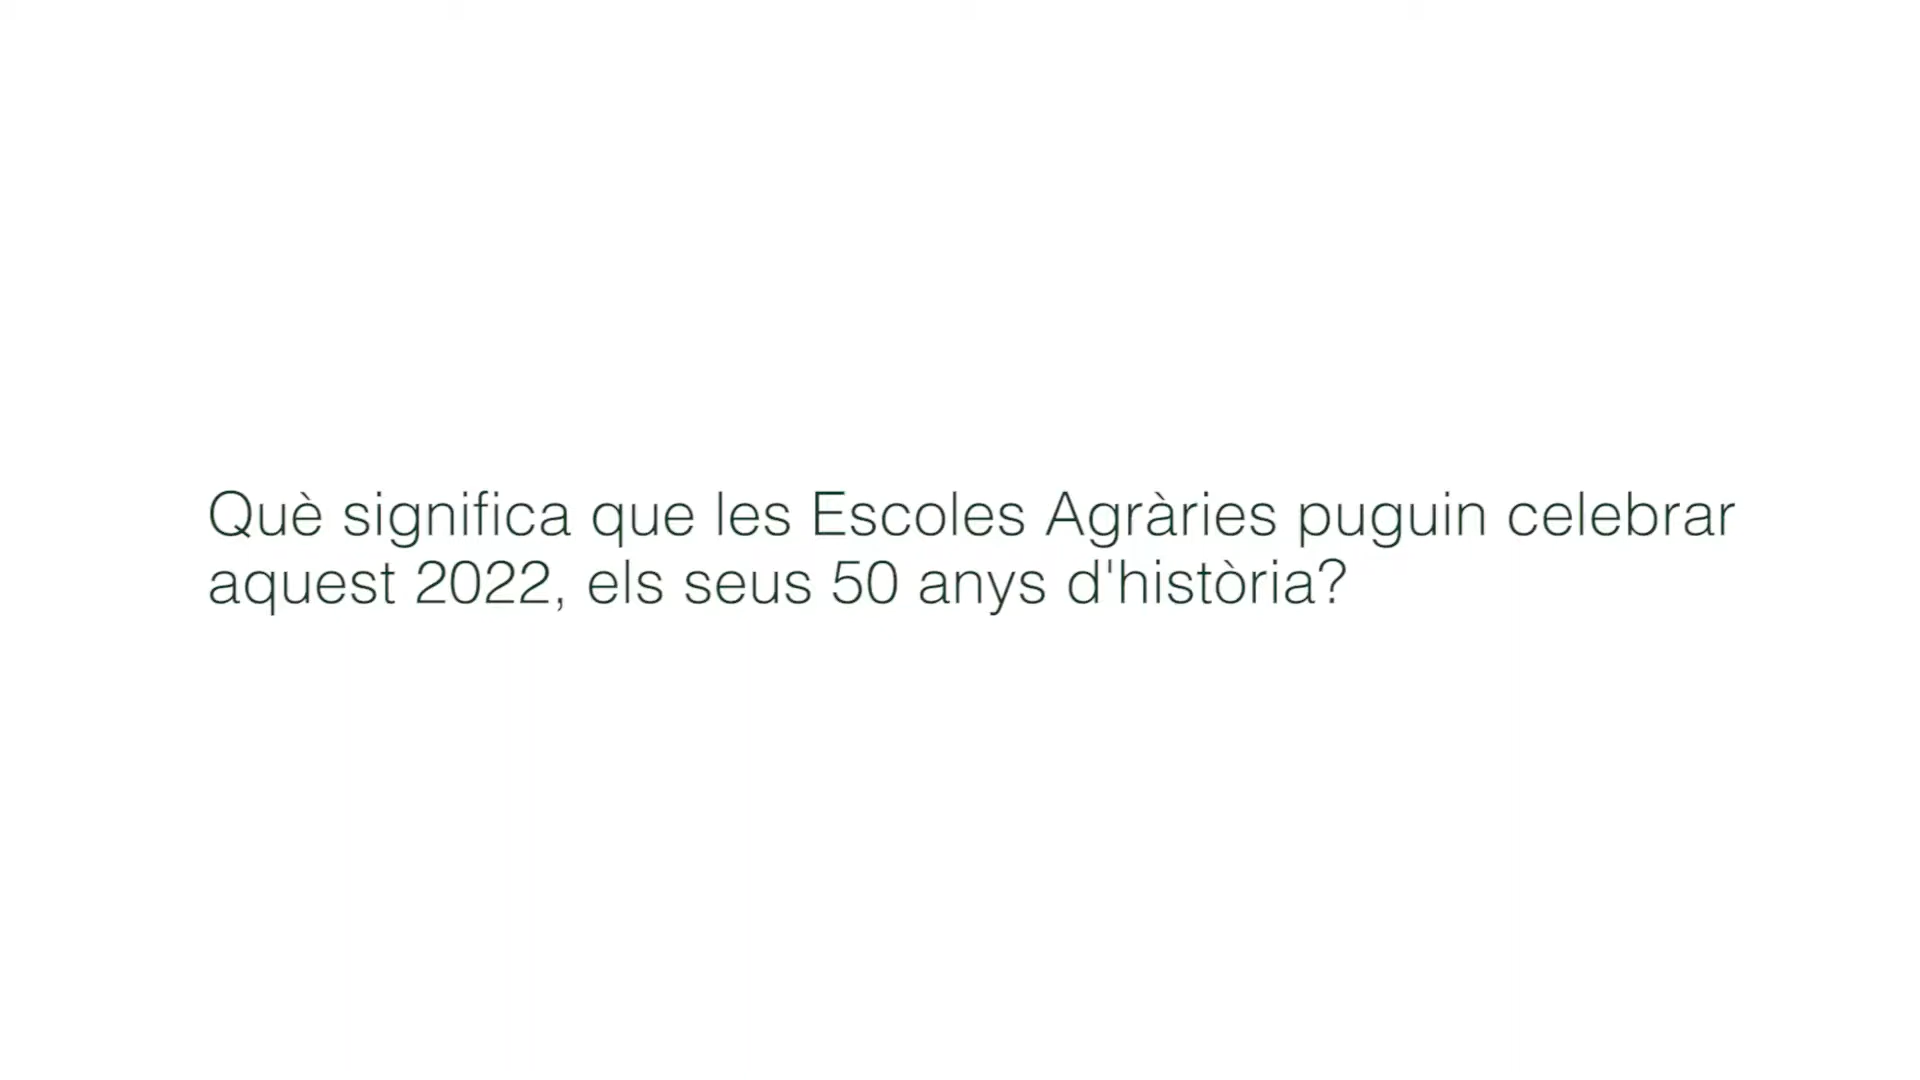 Què significa que les Escoles Agràries puguin celebrar
aquest 2022, els seus 50 anys d'història?